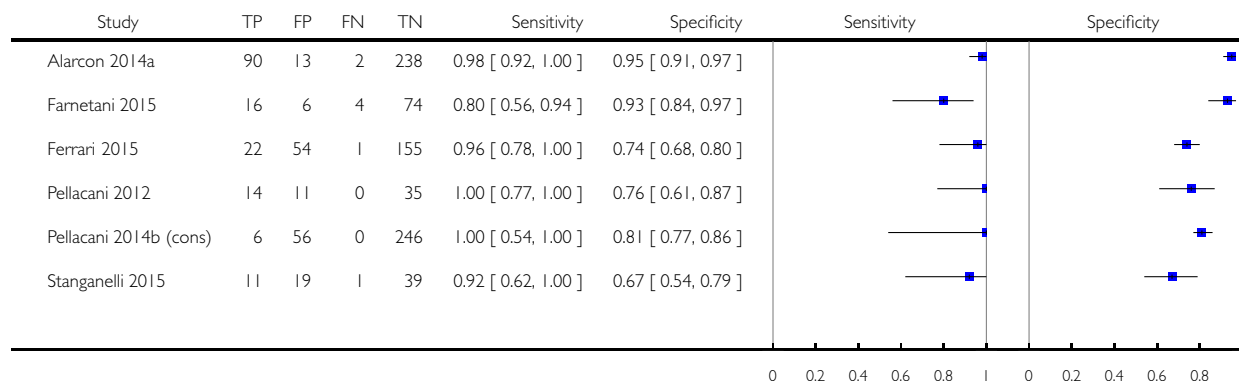 Study TP FP FN TN Sensitivity Specificity Sensitivity Specificity
Alarcon 2014a 90 13 2 238 0.98 [ 0.92, 1.00 ] 0.95 [ 0.91, 0.97 ]
Farnetani 2015 16 6 4 74 0.80 [ 0.56, 0.94 ] 0.93 [ 0.84, 0.97 ]
Ferrari 2015 22 54 1 155 0.96 [ 0.78, 1.00 ] 0.74 [ 0.68, 0.80 ]
Pellacani 2012 14 11 0 35 1.00 [ 0.77, 1.00 ] 0.76 [ 0.61, 0.87 ]
Pellacani 2014b (cons) 6 56 0 246 1.00 [ 0.54, 1.00 ] 0.81 [ 0.77, 0.86 ]
Stanganelli 2015 11 19 1 39 0.92 [ 0.62, 1.00 ] 0.67 [ 0.54, 0.79 ]
0 0.2 0.4 0.6 0.8 1 0 0.2 0.4 0.6 0.8